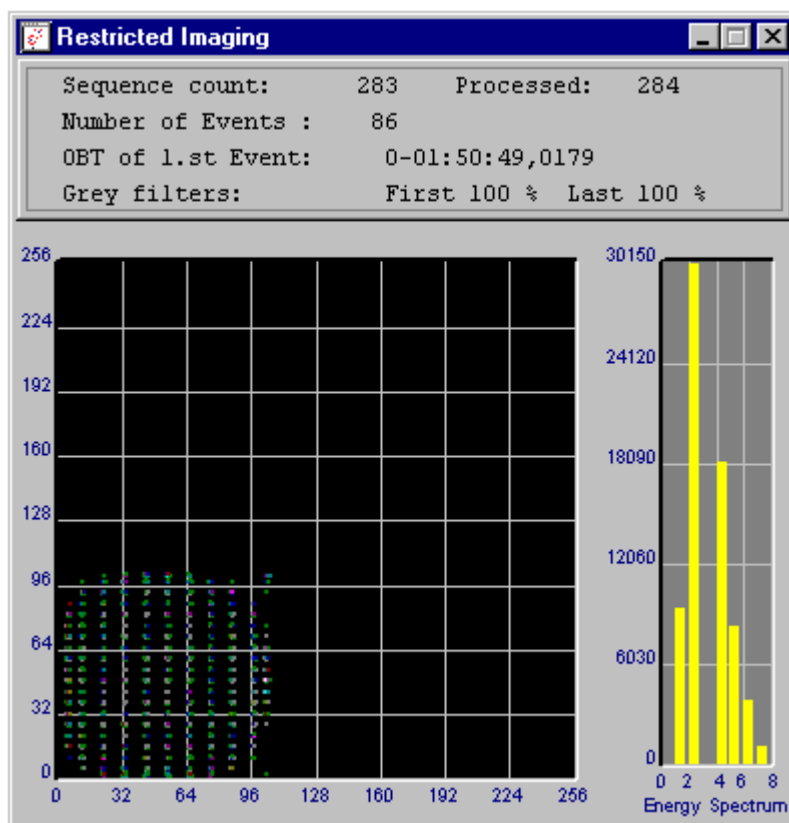 Restricted Imaging
Sequence count: 283 Processed: 284
Number of Events : 86
OBT of 1.st Event: 0-01:50:49,0179
Grey filters: First 100 % Last 100 %
256
224
192
160
128
96
64
32
0
0 32 64 96 128 160 192 224 256
30150
24120
18090
12060
6030
0
0 2 4 6 8
Energy Spectrum